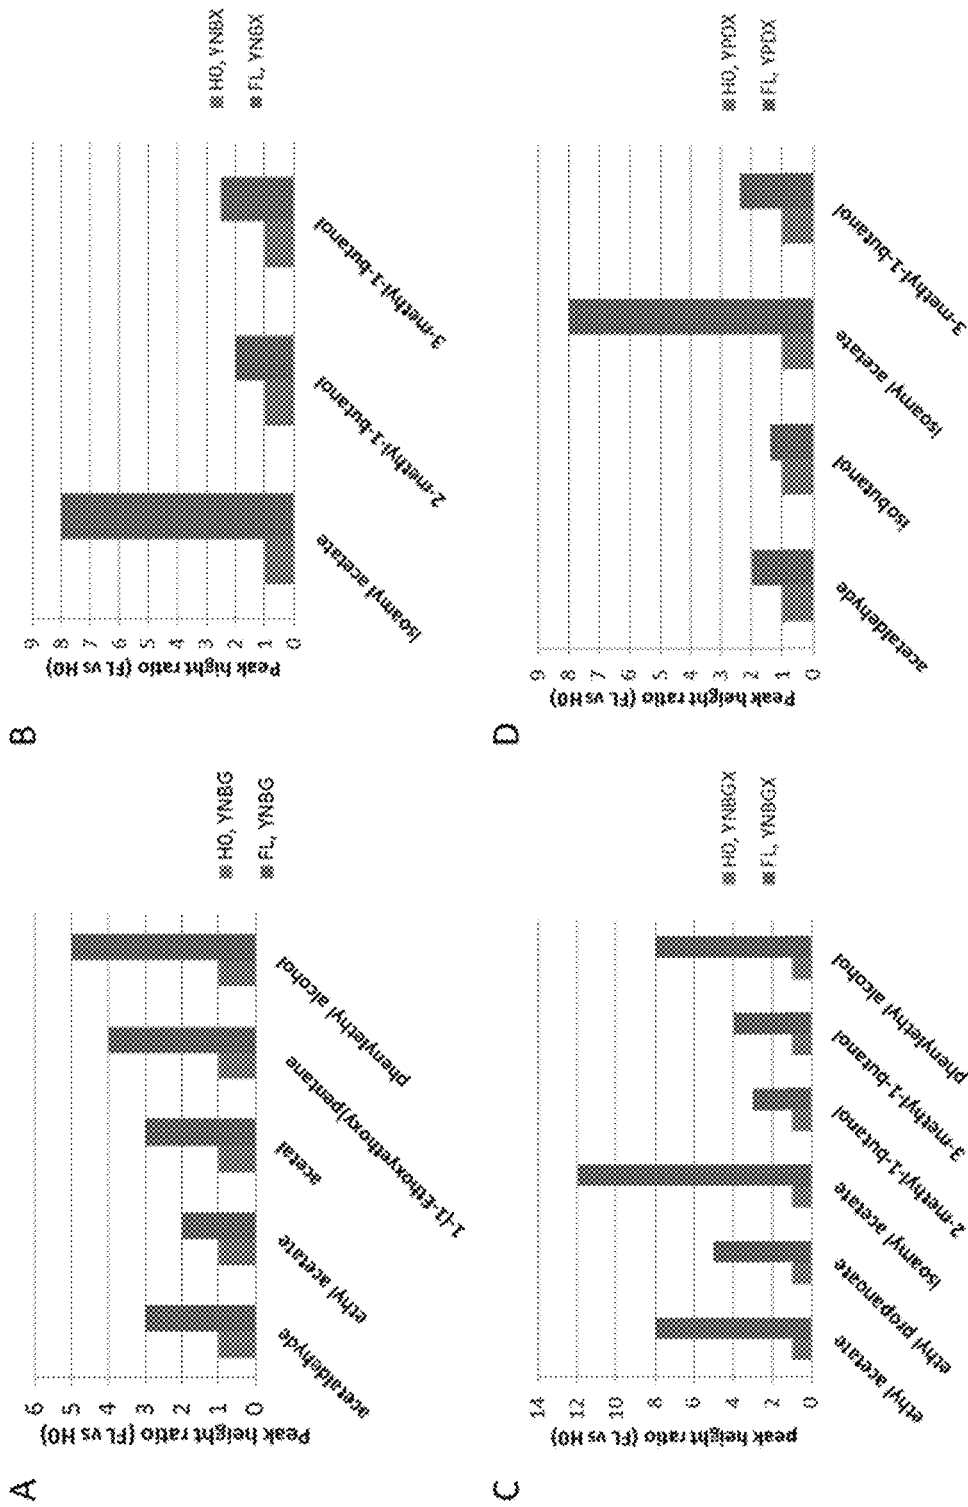 A
Peak height ratio (FL vs H0)
6
5
4
3
2
1
0
acetaldehyde
ethyl acetate
acetal
1-(1-Ethoxyethoxy)pentane
phenylethyl alcohol
H0, YNBG
FL, YNBG
B
Peak hight ratio (FL vs H0)
9
8
7
6
5
4
3
2
1
0
isoamyl acetate
2-methyl-1-butanol
3-methyl-1-butanol
H0, YNBX
FL, YNBX
C
peak height ratio (FL vs H0)
14
12
10
8
6
4
2
0
ethyl acetate
ethyl propanoate
isoamyl acetate
2-methyl-1-butanol
3-methyl-1-butanol
phenylethyl alcohol
H0, YNBGX
FL, YNBGX
D
Peak height ratio (FL vs H0)
9
8
7
6
5
4
3
2
1
0
acetaldehyde
isobutanol
isoamyl acetate
3-methyl-1-butanol
H0, YPDX
FL, YPDX